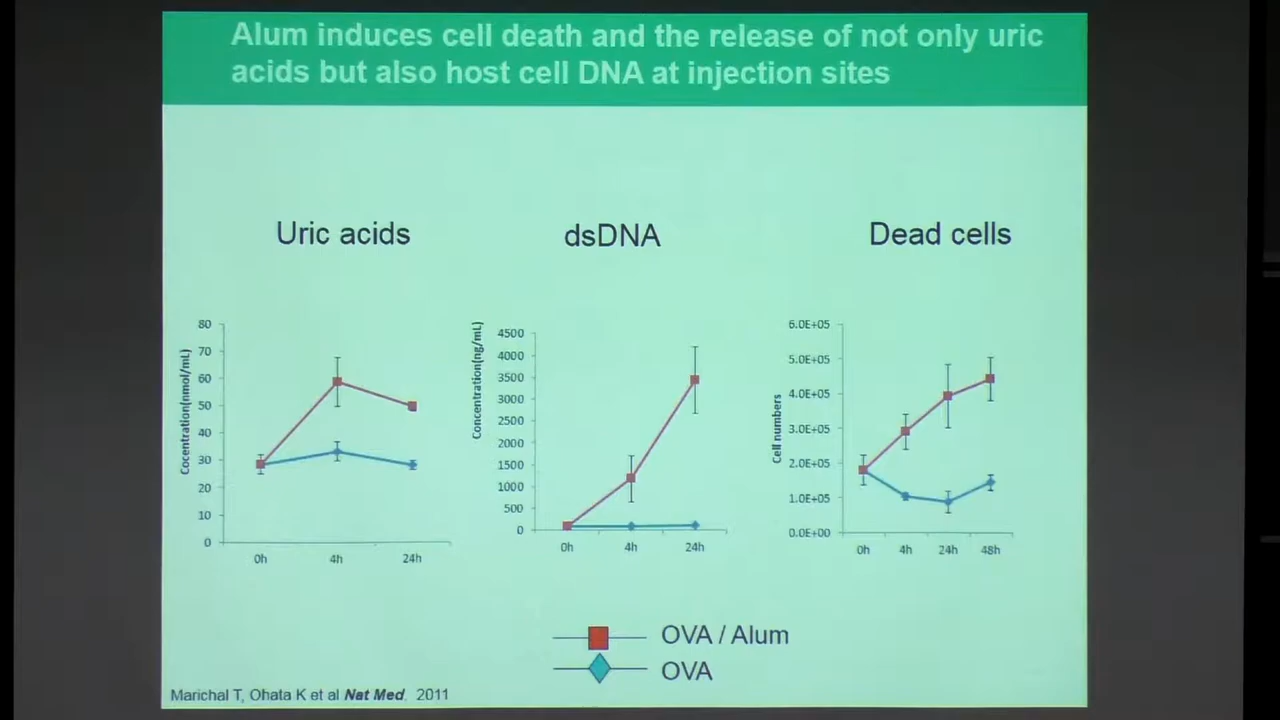 Alum induces cell death and the release of not only uric
acids but also host cell DNA at injection sites
Uric acids
dsDNA
Dead cells
Cocentration(nmol/mL)
80
70
60
50
40
30
20
10
0
0h 4h 24h
Concentration(ng/mL)
4500
4000
3500
3000
2500
2000
1500
1000
500
0
0h 4h 24h
Cell numbers
6.0E+05
5.0E+05
4.0E+05
3.0E+05
2.0E+05
1.0E+05
0.0E+00
0h 4h 24h 48h
OVA / Alum
OVA
Marichal T, Ohata K et al Nat Med. 2011